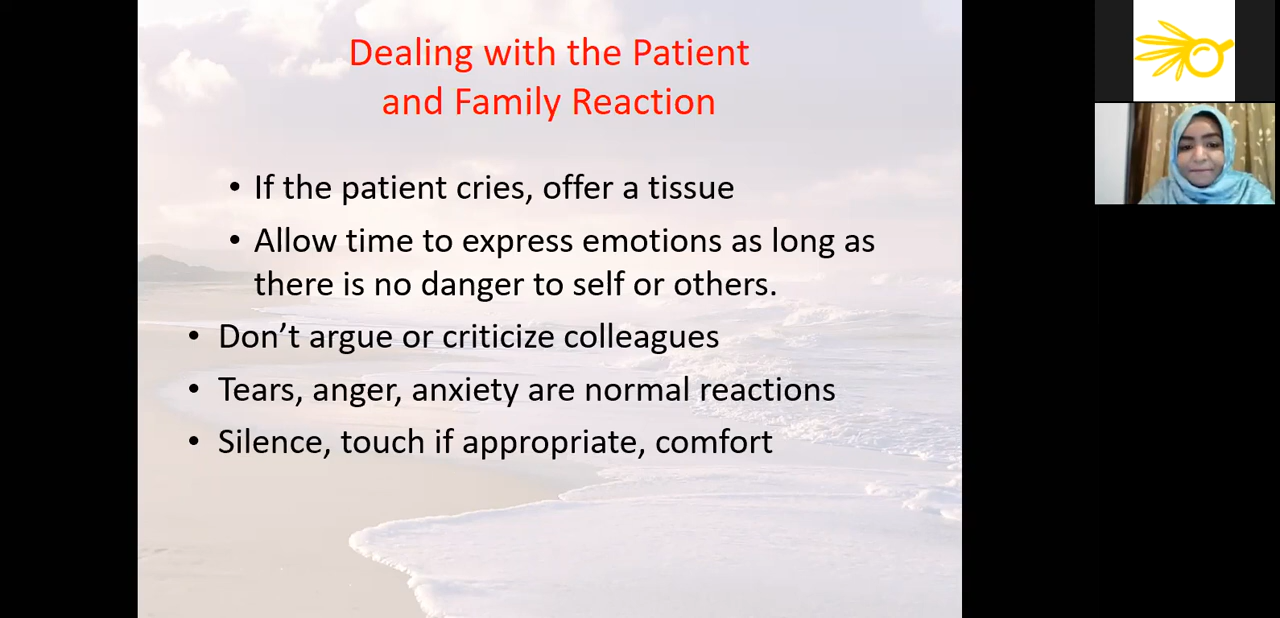 Dealing with the Patient
and Family Reaction
• If the patient cries, offer a tissue
• Allow time to express emotions as long as
there is no danger to self or others.
• Don’t argue or criticize colleagues
• Tears, anger, anxiety are normal reactions
• Silence, touch if appropriate, comfort